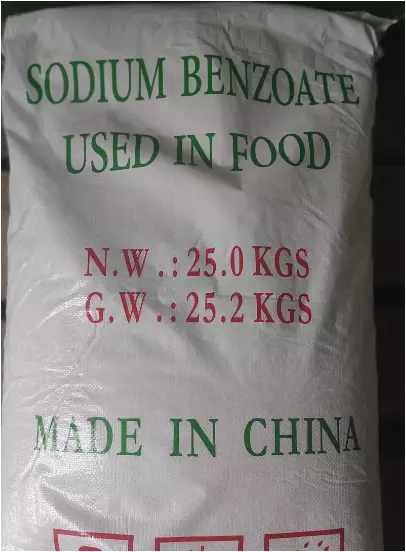 SODIUM BENZOATE
USED IN FOOD
N.W.: 25.0 KGS
G.W.: 25.2 KGS
MADE IN CHINA